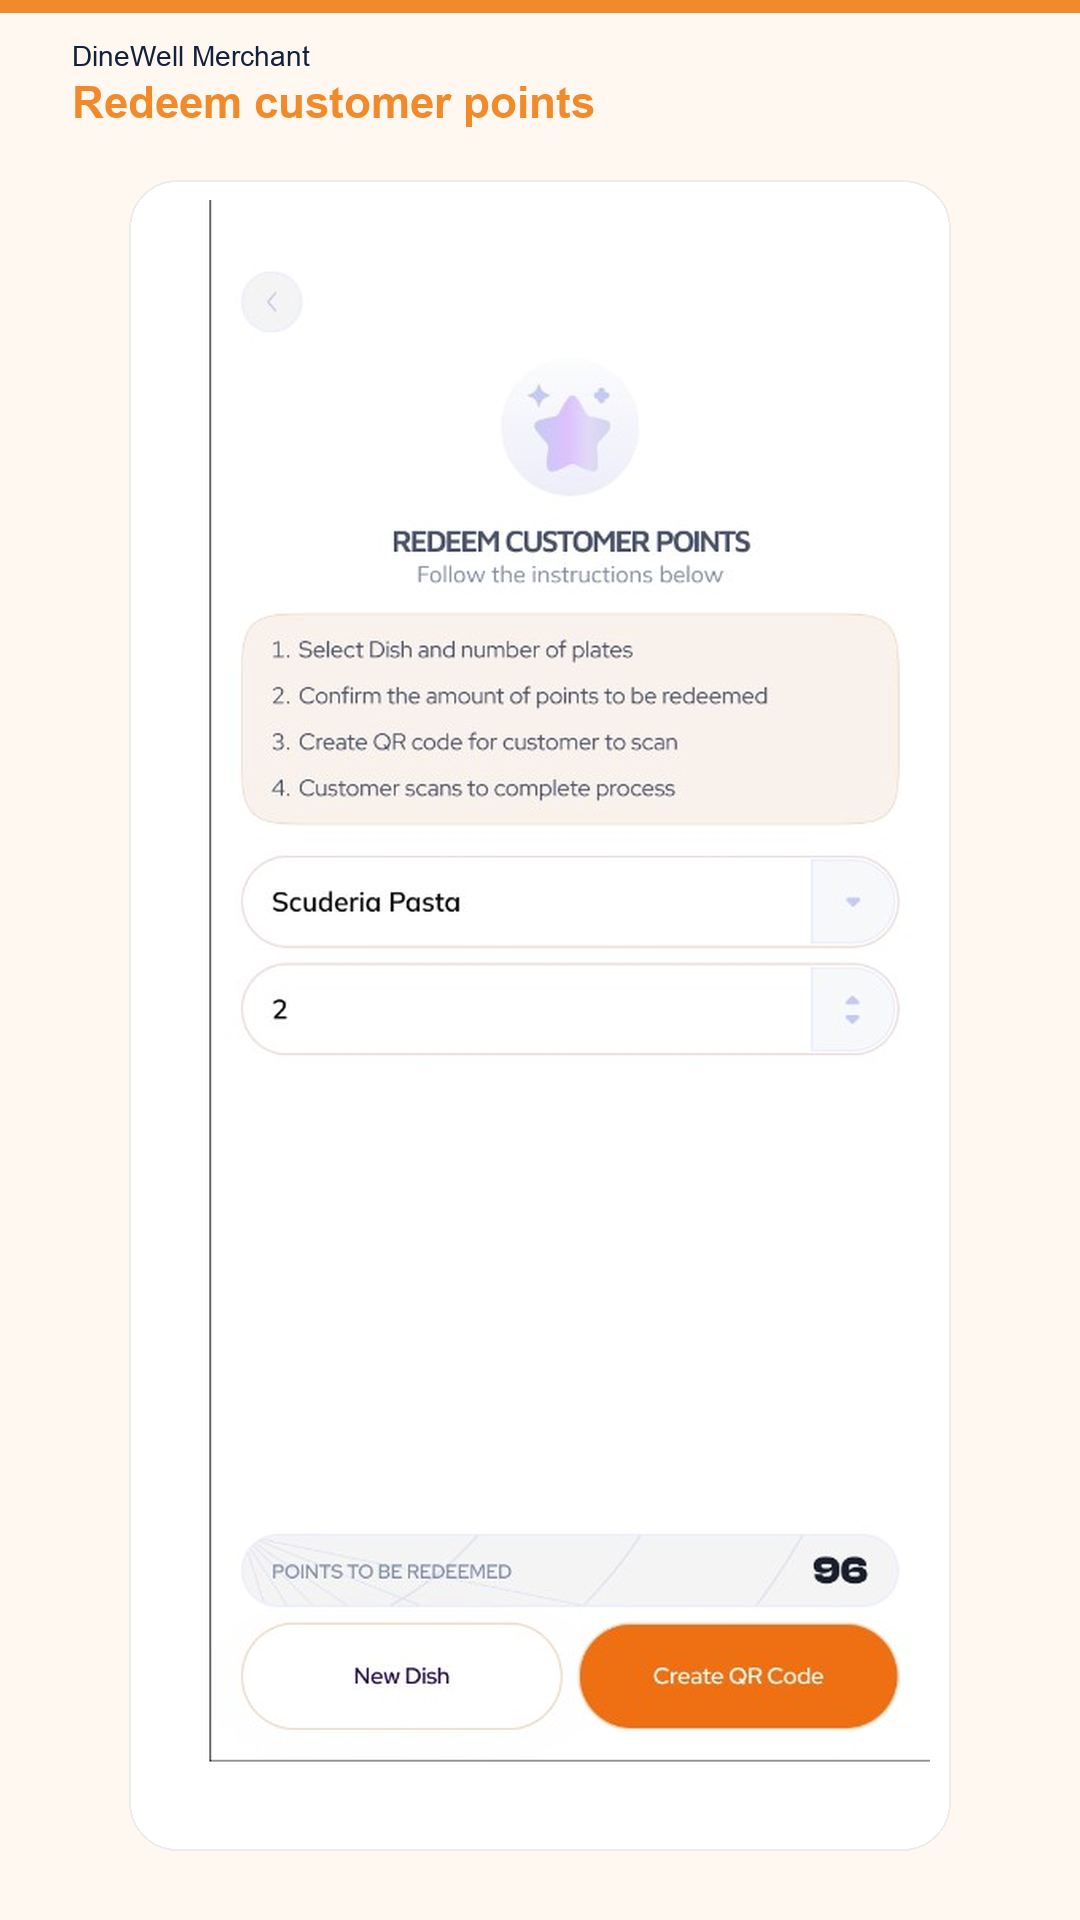 DineWell Merchant
Redeem customer points
REDEEM CUSTOMER POINTS
Follow the instructions below
1. Select Dish and number of plates
2. Confirm the amount of points to be redeemed
3. Create QR code for customer to scan
4. Customer scans to complete process
Scuderia Pasta
2
POINTS TO BE REDEEMED 96
New Dish Create QR Code